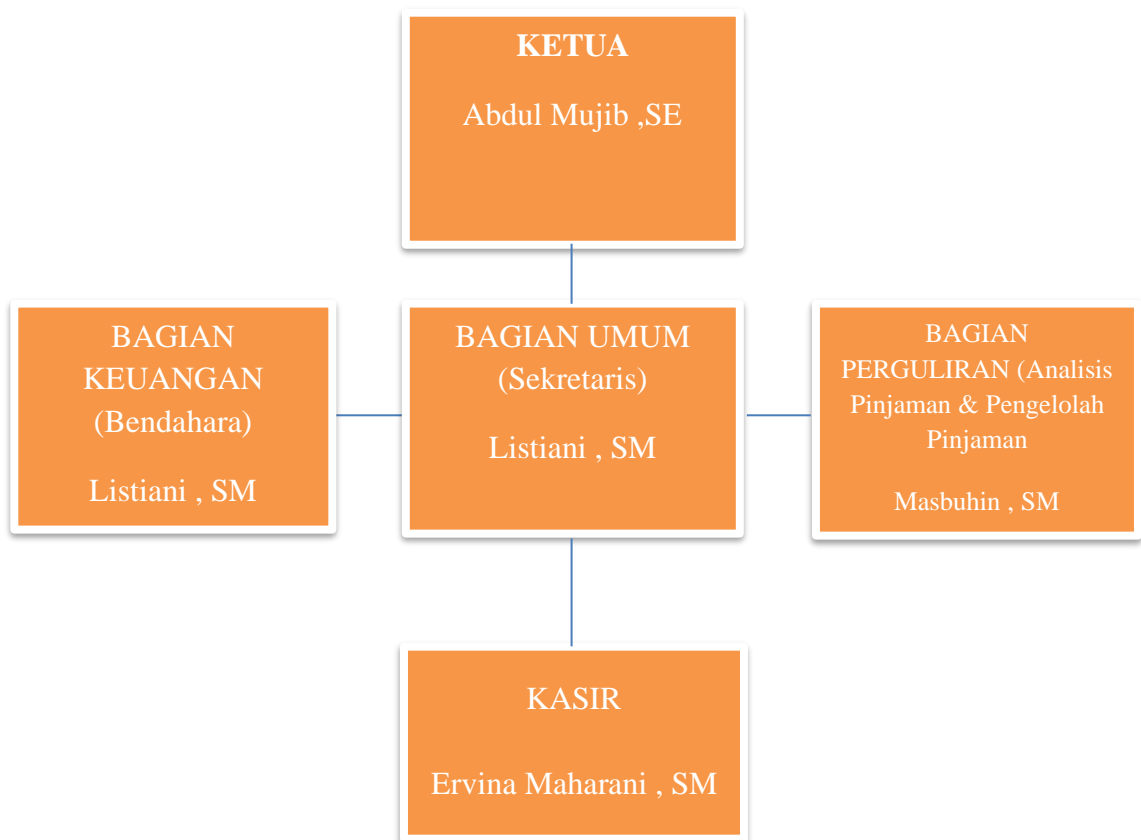 KETUA
Abdul Mujib ,SE
BAGIAN
KEUANGAN
(Bendahara)
Listiani , SM
BAGIAN UMUM
(Sekretaris)
Listiani , SM
BAGIAN
PERGULIRAN (Analisis
Pinjaman & Pengelolah
Pinjaman
Masbuhin , SM
KASIR
Ervina Maharani , SM